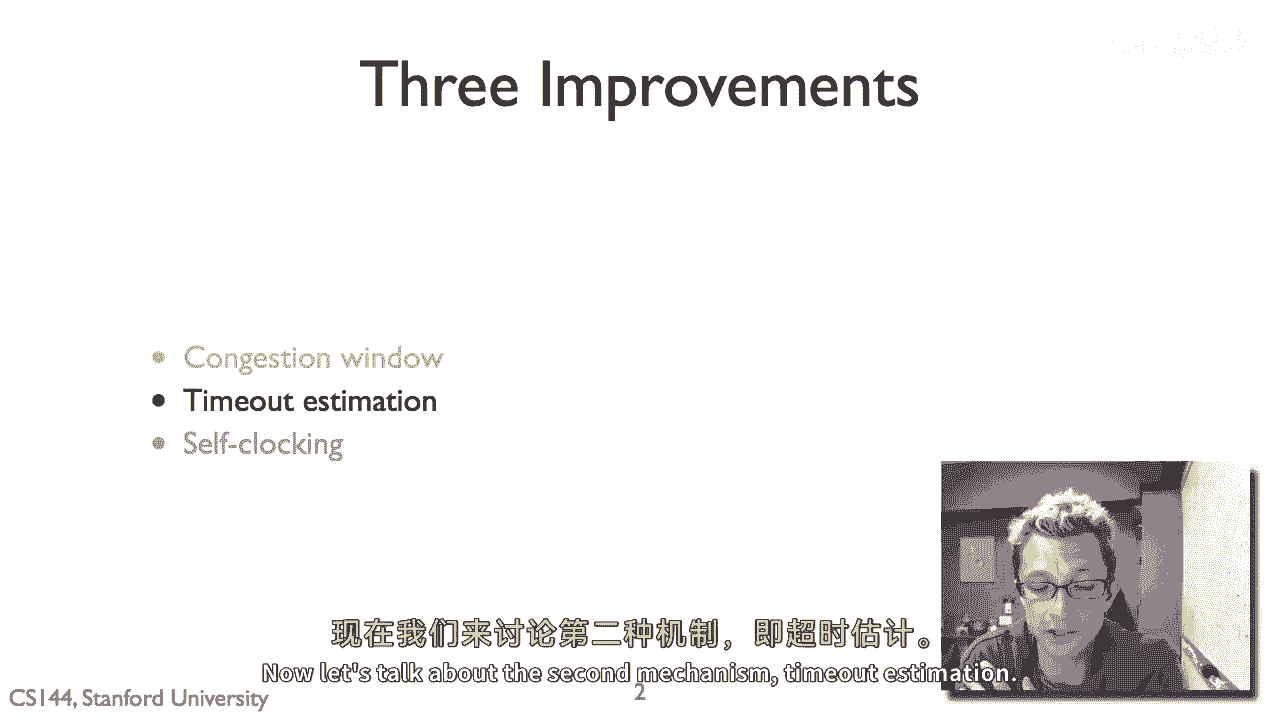 Three Improvements
• Congestion window
• Timeout estimation
• Self-clocking
现在我们来讨论第二种机制，即超时估计。
Now let's talk about the second mechanism, timeout estimation.
CS144, Stanford University
2